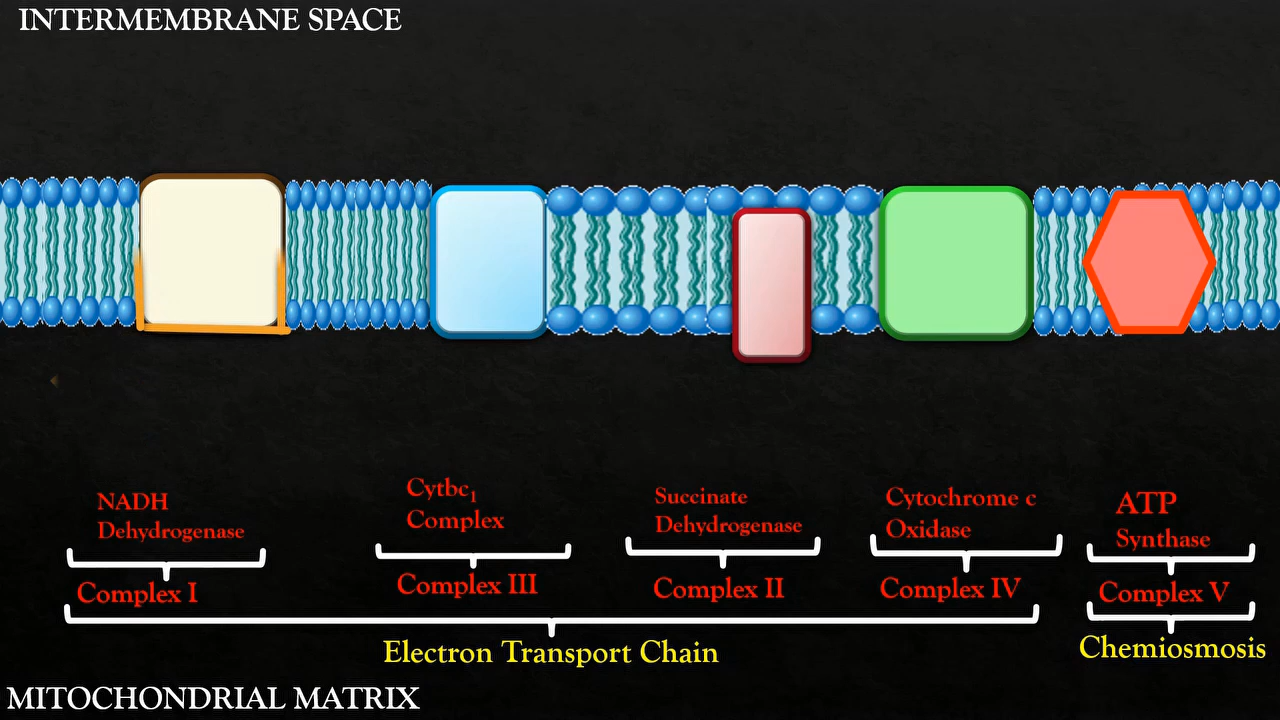 INTERMEMBRANE SPACE
NADH
Dehydrogenase
Complex I
Cytbc₁
Complex
Complex III
Succinate
Dehydrogenase
Complex II
Cytochrome c
Oxidase
Complex IV
ATP
Synthase
Complex V
Electron Transport Chain
Chemiosmosis
MITOCHONDRIAL MATRIX